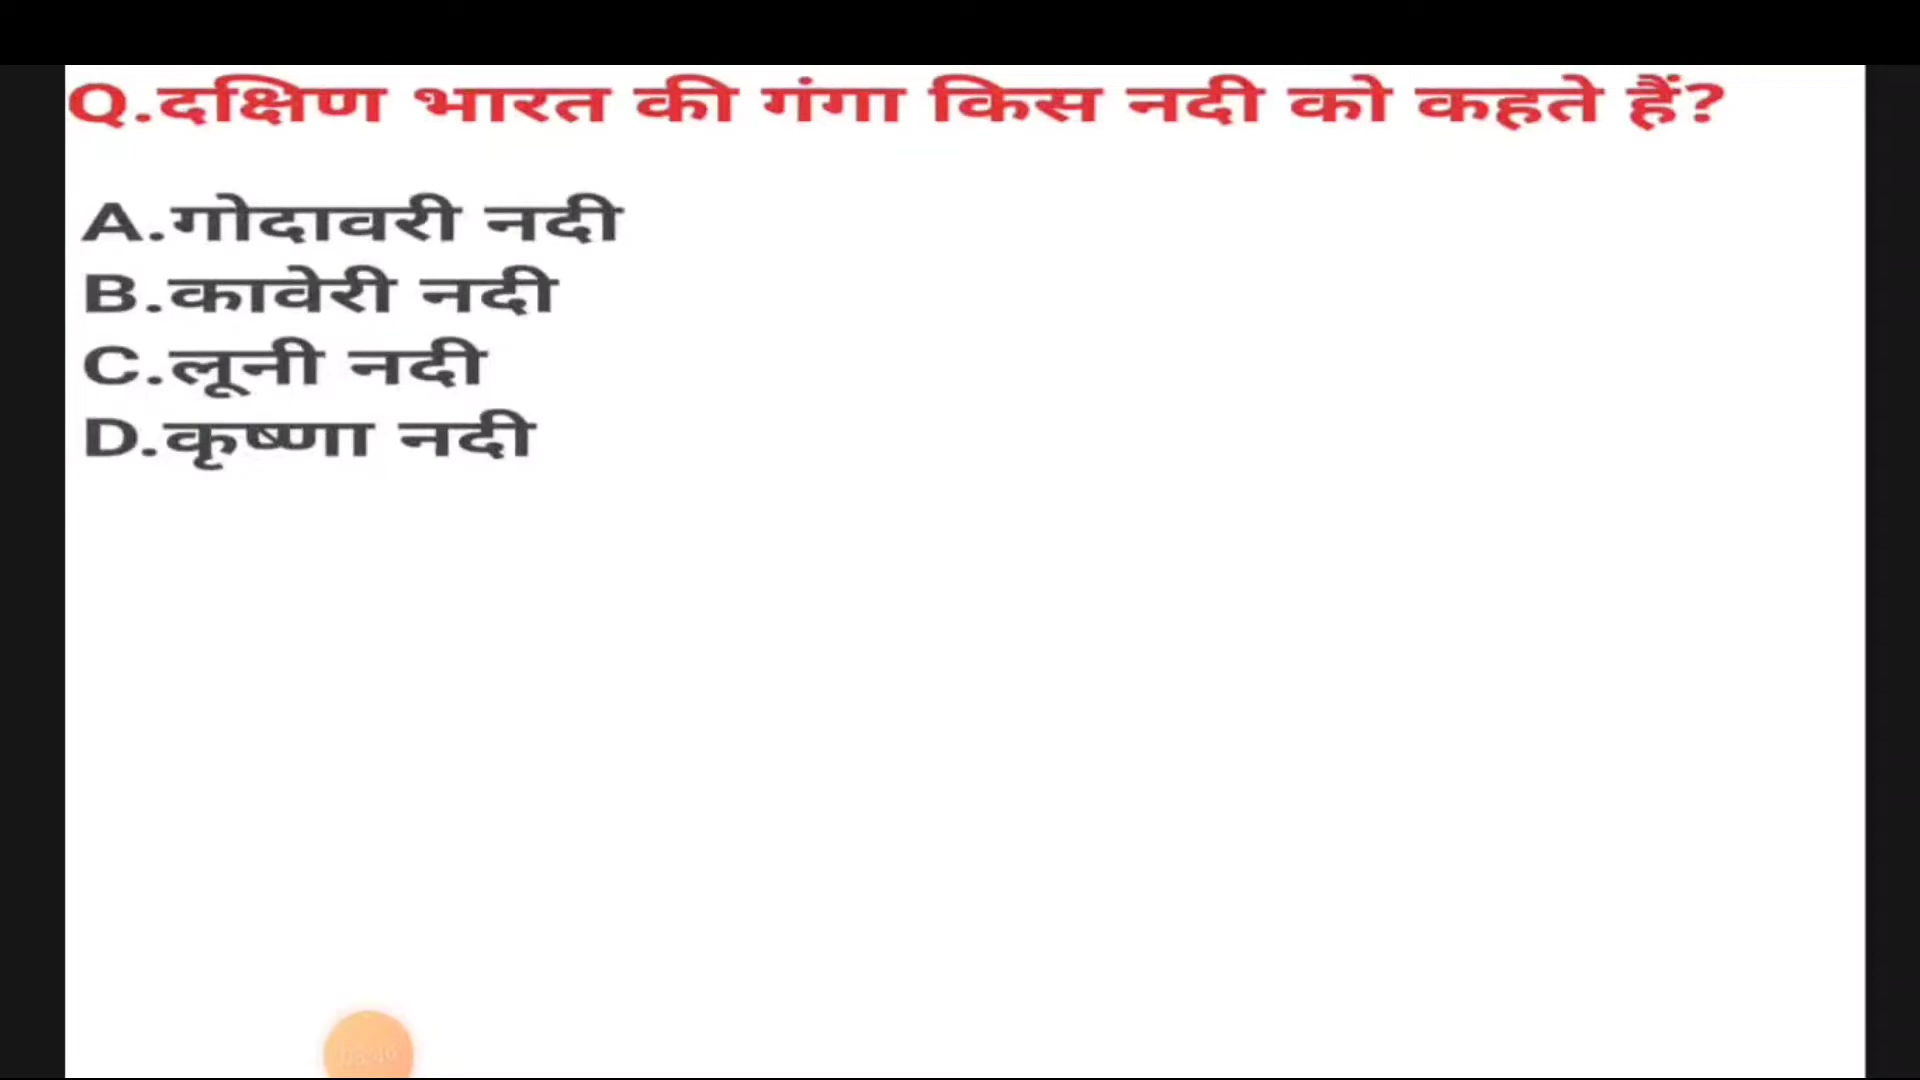 Q.दक्षिण भारत की गंगा किस नदी को कहते हैं?
A.गोदावरी नदी
B.कावेरी नदी
C.लूनी नदी
D.कृष्णा नदी